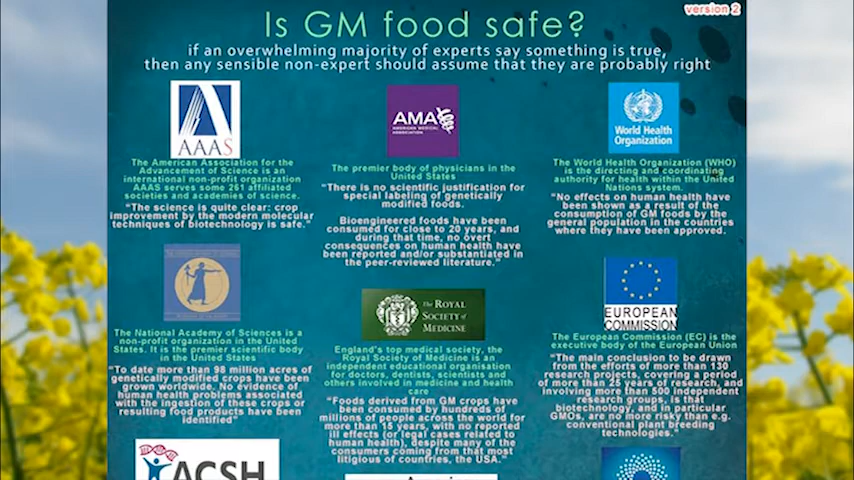 version 2
Is GM food safe?
if an overwhelming majority of experts say something is true,
then any sensible non-expert should assume that they are probably right
AAAS
The American Association for the
Advancement of Science is an
international non-profit organization
AAAS serves some 261 affiliated
societies and academies of science.
"The science is quite clear: crop
improvement by the modern molecular
techniques of biotechnology is safe."
AMA
AMERICAN MEDICAL
ASSOCIATION
The premier body of physicians in the
United States
"There is no scientific justification for
special labeling of genetically
modified foods.
Bioengineered foods have been
consumed for close to 20 years, and
during that time, no overt
consequences on human health have
been reported and/or substantiated in
the peer-reviewed literature."
World Health
Organization
The World Health Organization (WHO)
is the directing and coordinating
authority for health within the United
Nations system.
"No effects on human health have
been shown as a result of the
consumption of GM foods by the
general population in the countries
where they have been approved.
The National Academy of Sciences is a
non-profit organization in the United
States. It is the premier scientific body
in the United States
"To date more than 98 million acres of
genetically modified crops have been
grown worldwide. No evidence of
human health problems associated
with the ingestion of these crops or
resulting food products have been
identified"
The ROYAL
SOCIETY of
MEDICINE
England's top medical society, the
Royal Society of Medicine is an
independent educational organisation
for doctors, dentists, scientists and
others involved in medicine and health
care
"Foods derived from GM crops have
been consumed by hundreds of
millions of people across the world for
more than 15 years, with no reported
ill effects (or legal cases related to
human health), despite many of the
consumers coming from that most
litigious of countries, the USA."
EUROPEAN
COMMISSION
The European Commission (EC) is the
executive body of the European Union
"The main conclusion to be drawn
from the efforts of more than 130
research projects, covering a period
of more than 25 years of research, and
involving more than 500 independent
research groups, is that
biotechnology, and in particular
GMOs, are no more risky than e.g.
conventional plant breeding
technologies."
ACSH